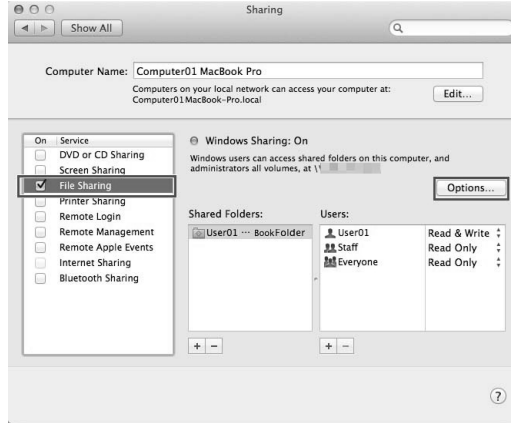 Sharing
Show All
Computer Name: Computer01 MacBook Pro
Computers on your local network can access your computer at:
Computer01MacBook-Pro.local
Edit...
On Service
DVD or CD Sharing
Screen Sharing
File Sharing
Printer Sharing
Remote Login
Remote Management
Remote Apple Events
Internet Sharing
Bluetooth Sharing
Windows Sharing: On
Windows users can access shared folders on this computer, and
administrators all volumes, at \\
Options...
Shared Folders:
User01 ··· BookFolder
Users:
User01 Read & Write
Staff Read Only
Everyone Read Only
+ − + −
?